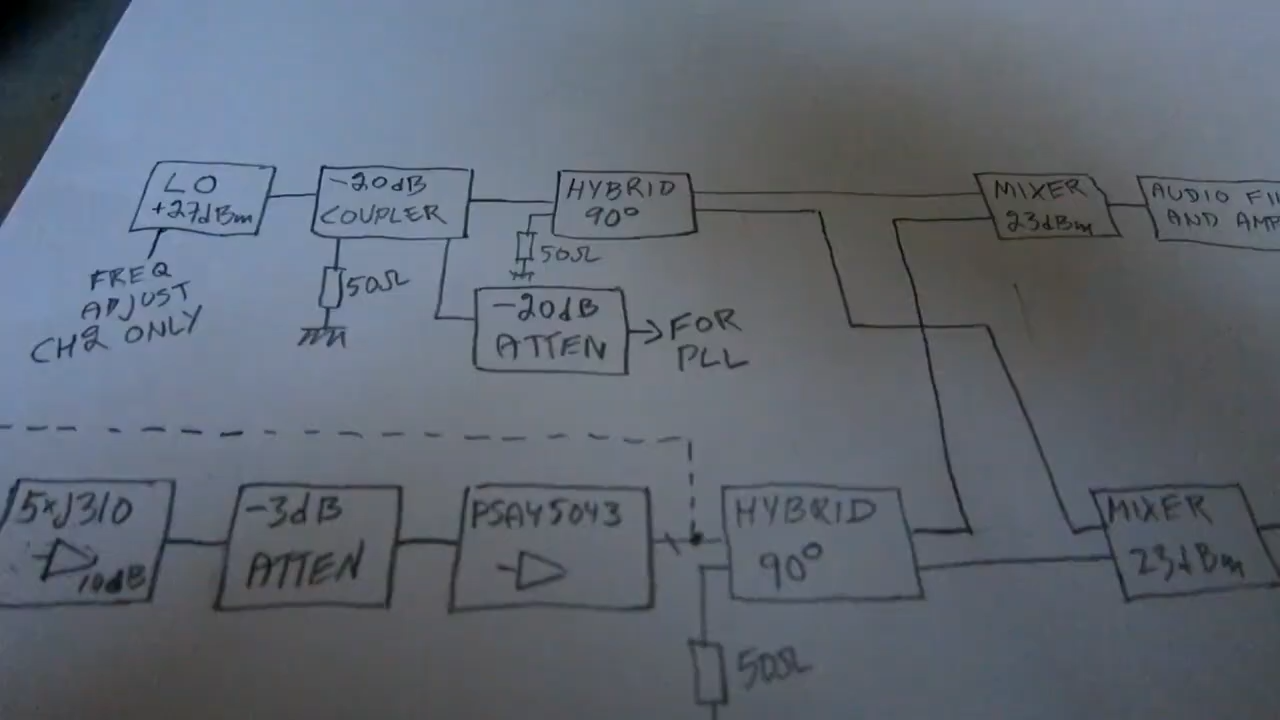 LO
+27dBm
FREQ
ADJUST
CH2 ONLY
-20dB
COUPLER
50Ω
HYBRID
90°
50Ω
-20dB
ATTEN
FOR
PLL
MIXER
23dBm
AUDIO FI
AND AMP
5xJ310
10dB
-3dB
ATTEN
PSA45043
HYBRID
90°
50Ω
MIXER
23dBm